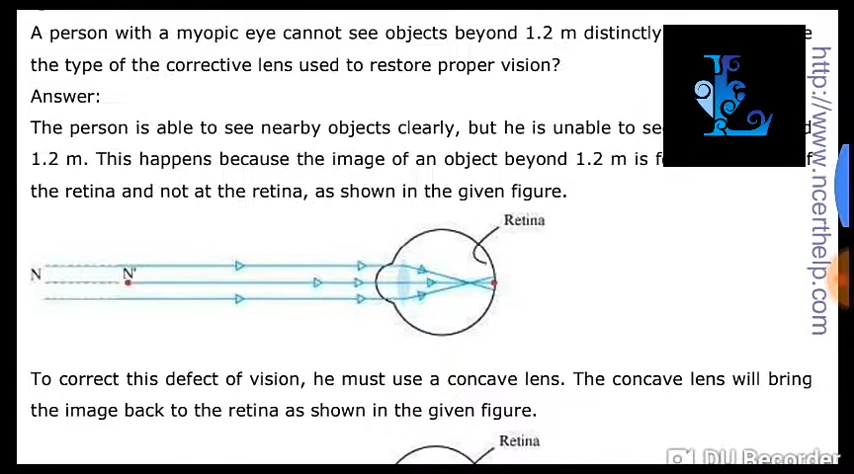 A person with a myopic eye cannot see objects beyond 1.2 m distinctly
the type of the corrective lens used to restore proper vision?
Answer:
The person is able to see nearby objects clearly, but he is unable to
1.2 m. This happens because the image of an object beyond 1.2 m is
the retina and not at the retina, as shown in the given figure.
Retina
N
N'
To correct this defect of vision, he must use a concave lens. The concave lens will bring
the image back to the retina as shown in the given figure.
Retina
DU Recorder
http://www.ncerthelp.com